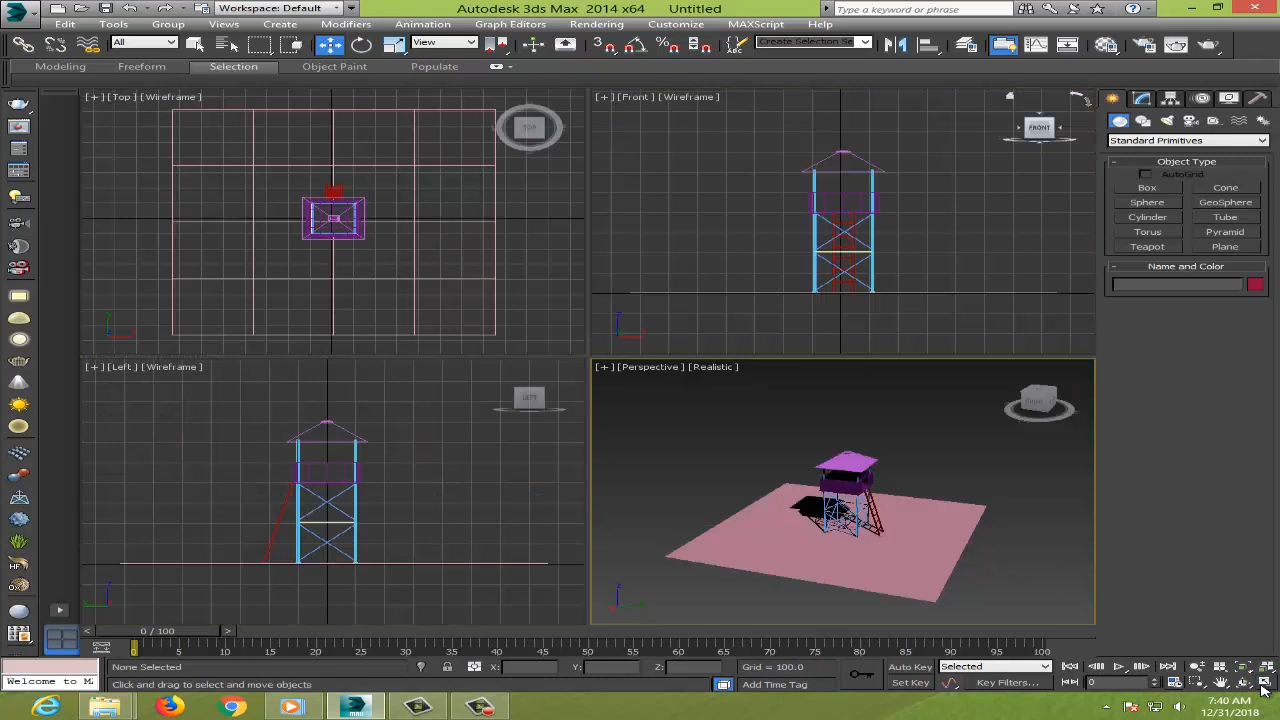 Workspace: Default
Autodesk 3ds Max 2014 x64 Untitled
Type a keyword or phrase
Edit Tools Group Views Create Modifiers Animation Graph Editors Rendering Customize MAXScript Help
All View Create Selection Se
Modeling Freeform Selection Object Paint Populate
[+] [Top] [Wireframe]
TOP
[+] [Front] [Wireframe]
FRONT
Standard Primitives
Object Type
AutoGrid
Box Cone
Sphere GeoSphere
Cylinder Tube
Torus Pyramid
Teapot Plane
Name and Color
[+] [Left] [Wireframe]
LEFT
[+] [Perspective] [Realistic]
0 / 100
0 5 10 15 20 25 30 35 40 45 50 55 60 65 70 75 80 85 90 95 100
None Selected X: Y: Z: Grid = 100.0 Auto Key Selected
Welcome to M Click and drag to select and move objects Add Time Tag Set Key Key Filters... 0
7:40 AM
12/31/2018